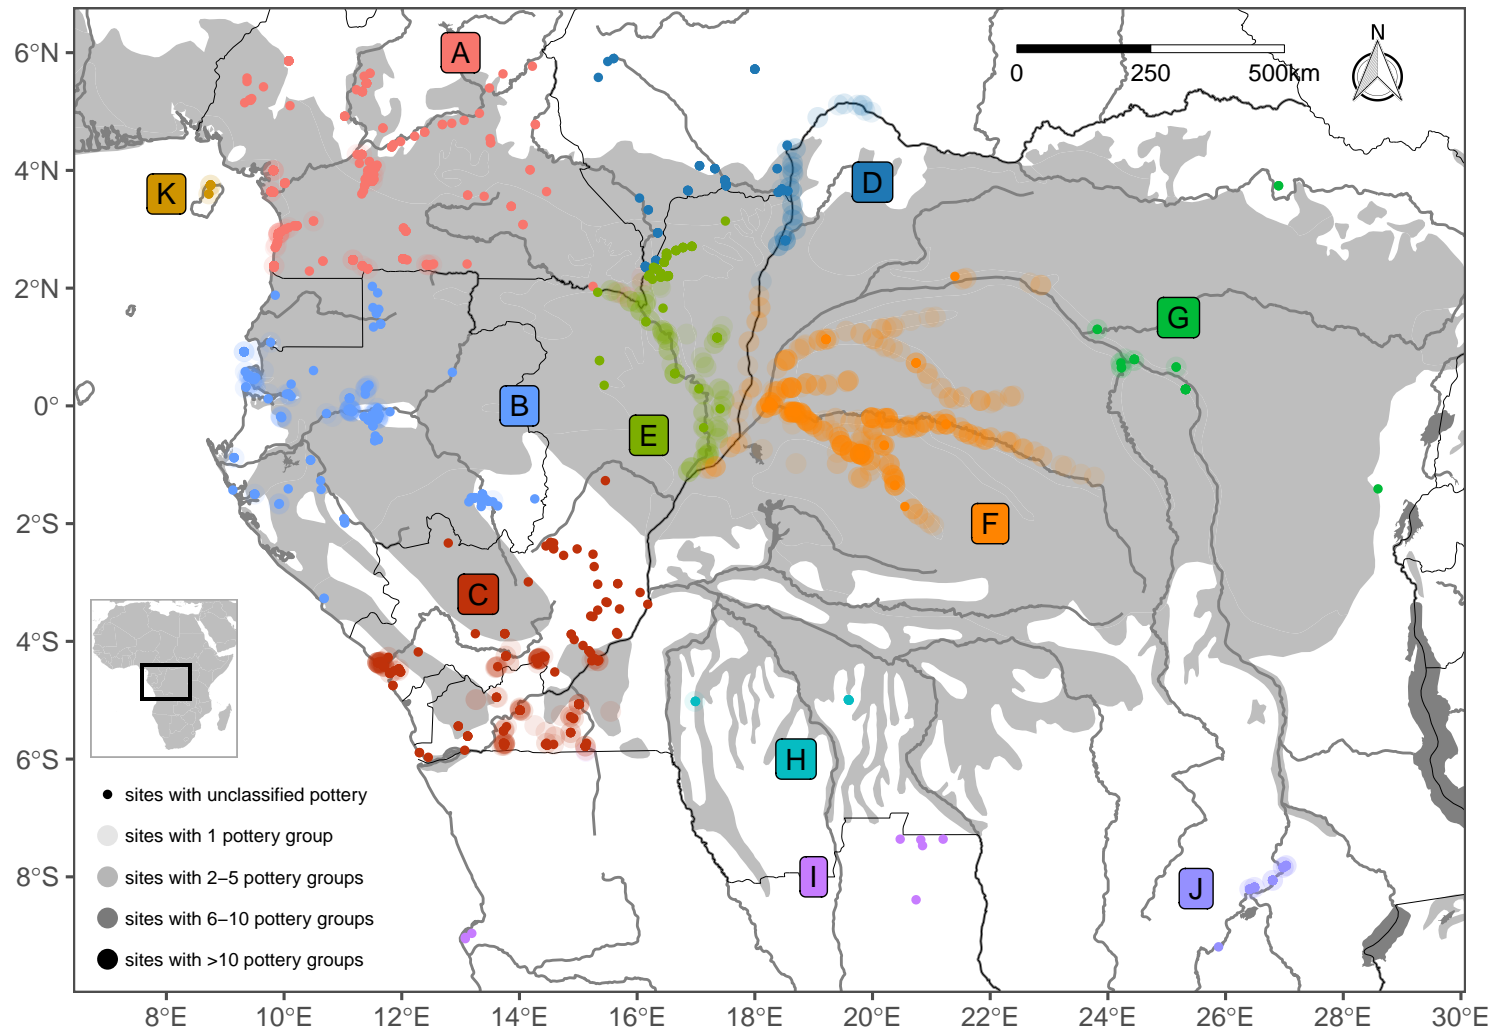 6°N
4°N
2°N
0°
2°S
4°S
6°S
8°S
A
K
D
G
B
E
F
C
H
I
J
N
0 250 500km
sites with unclassified pottery
sites with 1 pottery group
sites with 2–5 pottery groups
sites with 6–10 pottery groups
sites with >10 pottery groups
8°E 10°E 12°E 14°E 16°E 18°E 20°E 22°E 24°E 26°E 28°E 30°E